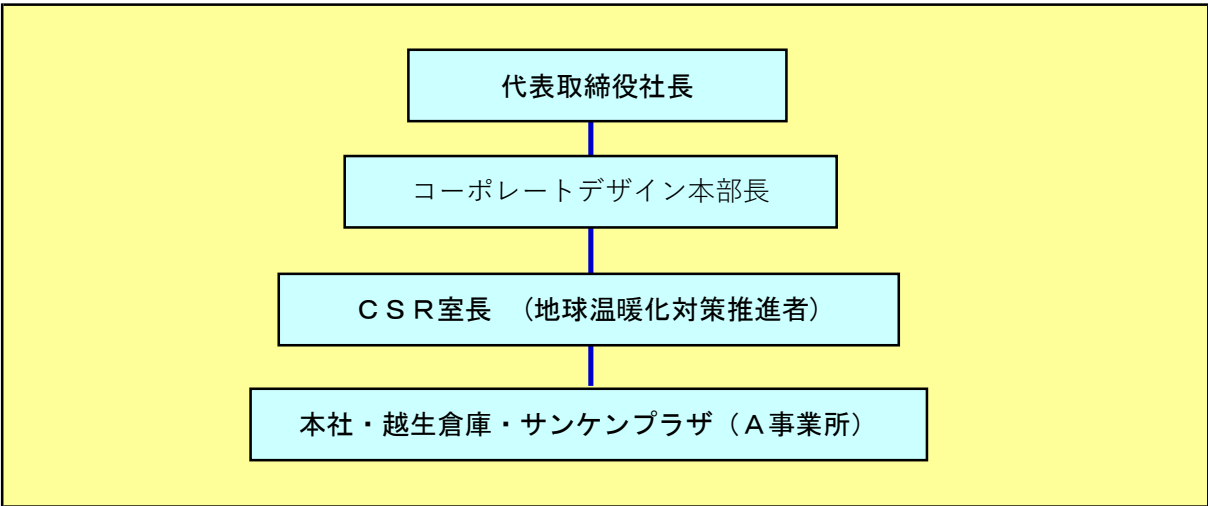 代表取締役社長
コーポレートデザイン本部長
ＣＳＲ室長　（地球温暖化対策推進者）
本社・越生倉庫・サンケンプラザ（Ａ事業所）